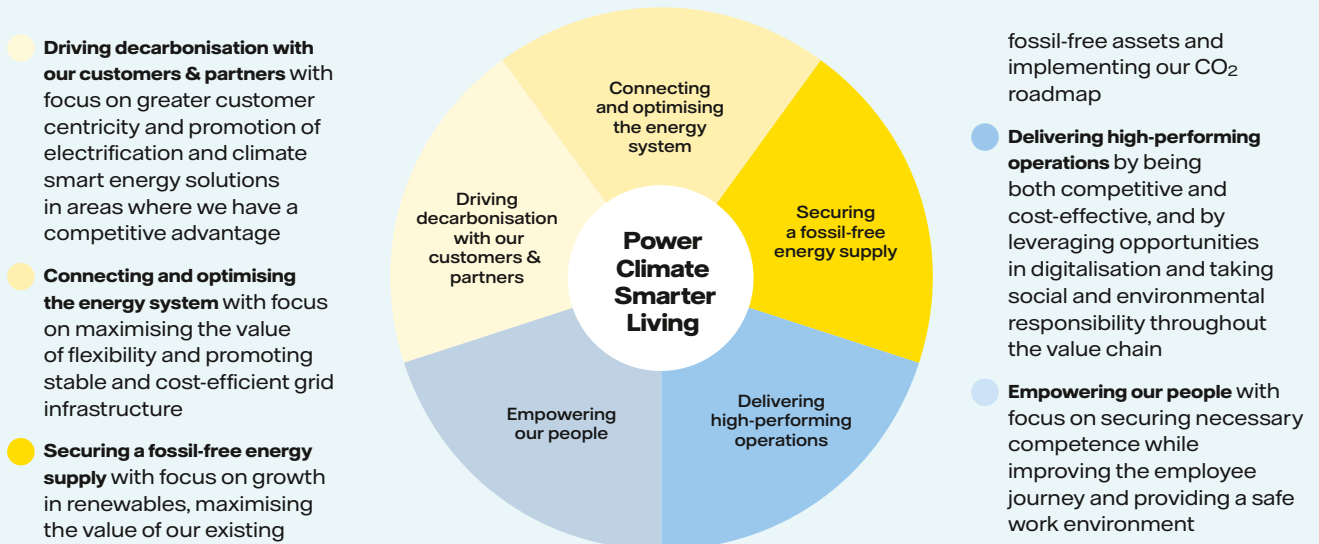 Driving decarbonisation with
our customers & partners with
focus on greater customer
centricity and promotion of
electrification and climate
smart energy solutions
in areas where we have a
competitive advantage
Connecting and optimising
the energy system with focus
on maximising the value
of flexibility and promoting
stable and cost-efficient grid
infrastructure
Securing a fossil-free energy
supply with focus on growth
in renewables, maximising
the value of our existing
Connecting
and optimising
the energy
system
Driving
decarbonisation
with our
customers &
partners
Securing
a fossil-free
energy supply
Power
Climate
Smarter
Living
Empowering
our people
Delivering
high-performing
operations
fossil-free assets and
implementing our CO₂
roadmap
Delivering high-performing
operations by being
both competitive and
cost-effective, and by
leveraging opportunities
in digitalisation and taking
social and environmental
responsibility throughout
the value chain
Empowering our people with
focus on securing necessary
competence while
improving the employee
journey and providing a safe
work environment